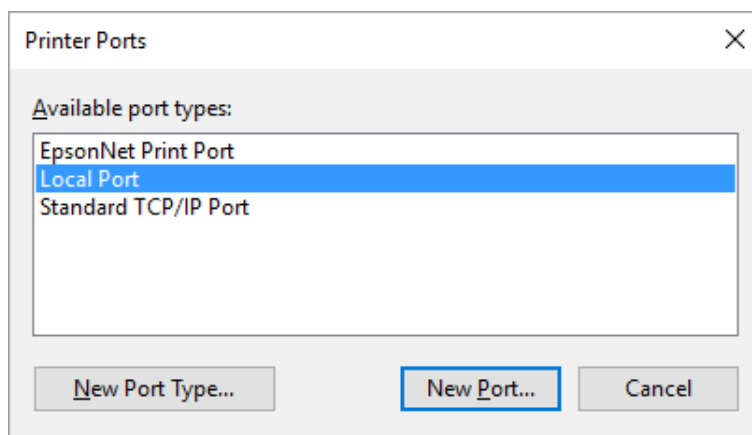 Printer Ports
Available port types:
EpsonNet Print Port
Local Port
Standard TCP/IP Port
New Port Type... New Port... Cancel